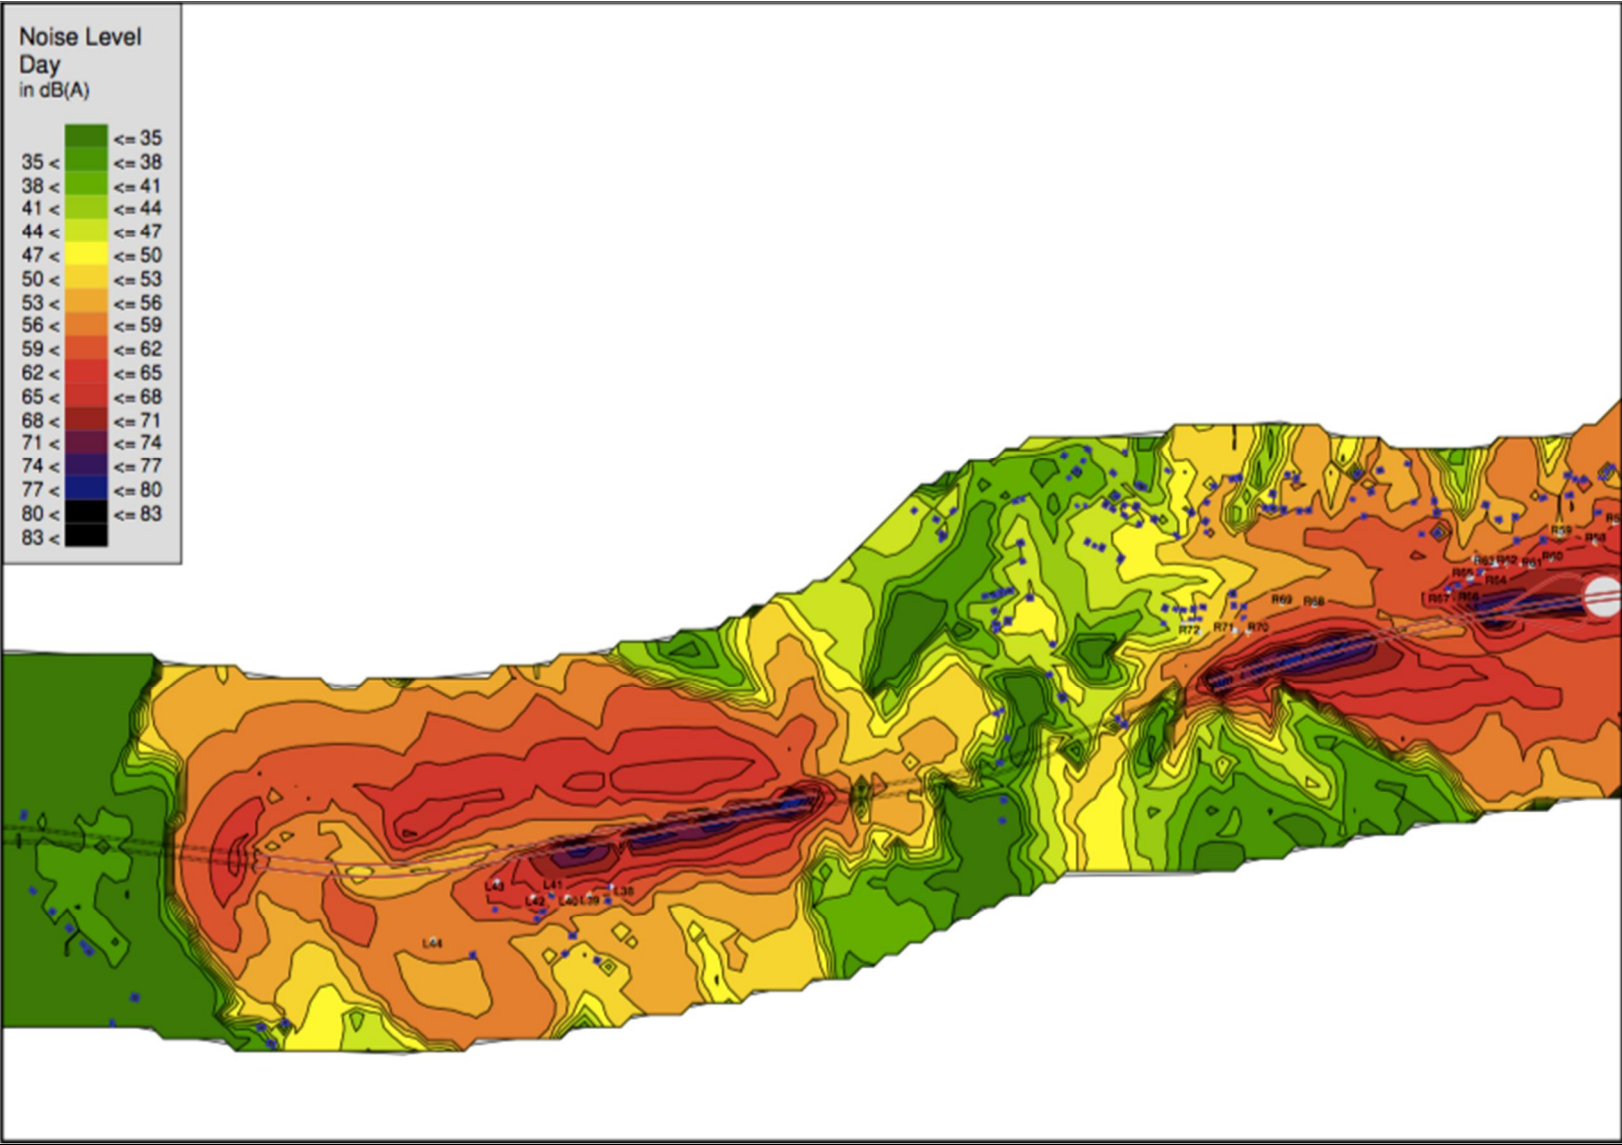 Noise Level
Day
in dB(A)
<= 35
35 < <= 38
38 < <= 41
41 < <= 44
44 < <= 47
47 < <= 50
50 < <= 53
53 < <= 56
56 < <= 59
59 < <= 62
62 < <= 65
65 < <= 68
68 < <= 71
71 < <= 74
74 < <= 77
77 < <= 80
80 < <= 83
83 <
R59
R58
R63 R62 R61 R60
R65 R64
R67 R66
R69 R68
R72 R71 R70
L43 L41 L38
L42 L40 L39
L44